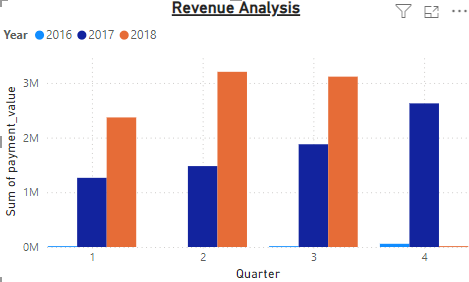 Revenue Analysis
Year 2016 2017 2018
Sum of payment_value
3M
2M
1M
0M
1 2 3 4
Quarter